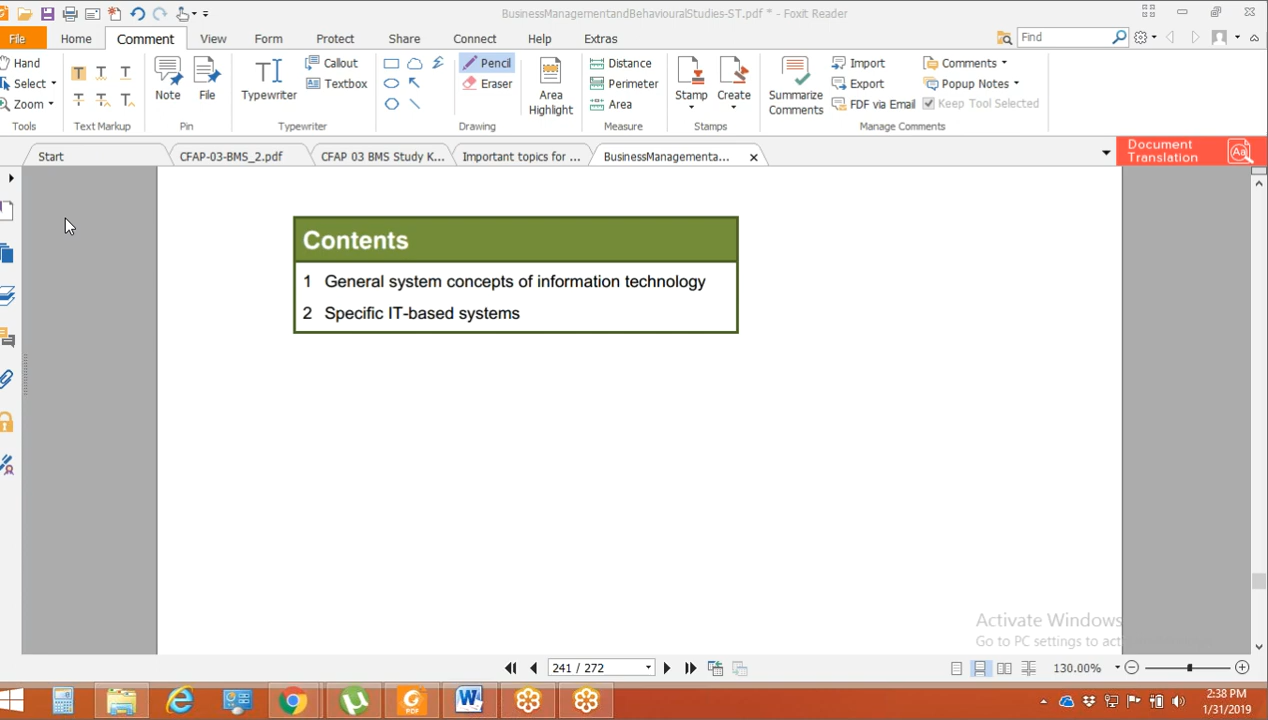 BusinessManagementandBehaviouralStudies-ST.pdf * - Foxit Reader
File Home Comment View Form Protect Share Connect Help Extras
Find
Hand
Select
Zoom
Tools
Text Markup
Note
File
Pin
Typewriter
Callout
Textbox
Typewriter
Pencil
Eraser
Area Highlight
Drawing
Distance
Perimeter
Area
Measure
Stamp
Create
Stamps
Summarize Comments
Import
Export
FDF via Email
Comments
Popup Notes
Keep Tool Selected
Manage Comments
Start
CFAP-03-BMS_2.pdf
CFAP 03 BMS Study K...
Important topics for ...
BusinessManagementa...
Document
Translation
Contents
1 General system concepts of information technology
2 Specific IT-based systems
Activate Windows
Go to PC settings to act
241 / 272
130.00%
2:38 PM
1/31/2019